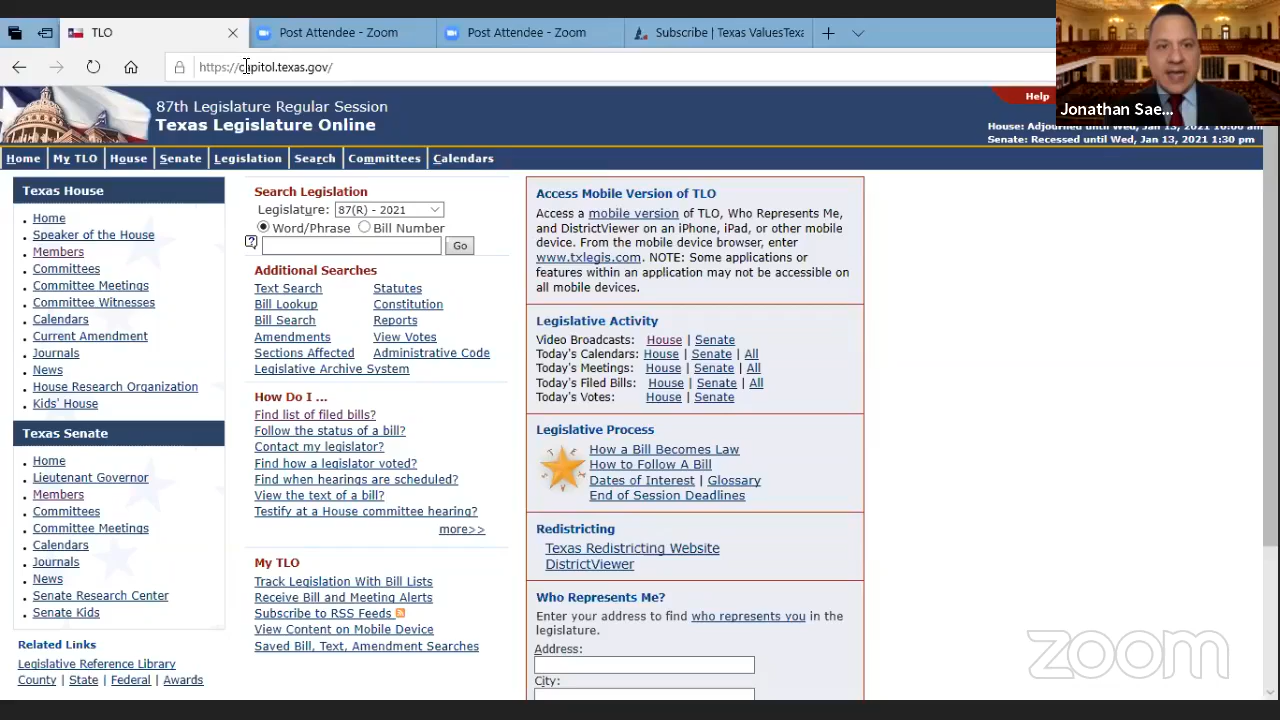 TLO
Post Attendee - Zoom
Post Attendee - Zoom
Subscribe | Texas ValuesTexa
https://capitol.texas.gov/
Jonathan Sae...
87th Legislature Regular Session
Texas Legislature Online
Help
House: Adjourned until Wed, Jan 13, 2021 10:00 am
Senate: Recessed until Wed, Jan 13, 2021 1:30 pm
Home
My TLO
House
Senate
Legislation
Search
Committees
Calendars
Texas House
Home
Speaker of the House
Members
Committees
Committee Meetings
Committee Witnesses
Calendars
Current Amendment
Journals
News
House Research Organization
Kids' House
Texas Senate
Home
Lieutenant Governor
Members
Committees
Committee Meetings
Calendars
Journals
News
Senate Research Center
Senate Kids
Related Links
Legislative Reference Library
County | State | Federal | Awards
Search Legislation
Legislature: 87(R) - 2021
Word/Phrase Bill Number
? Go
Additional Searches
Text Search Statutes
Bill Lookup Constitution
Bill Search Reports
Amendments View Votes
Sections Affected Administrative Code
Legislative Archive System
How Do I ...
Find list of filed bills?
Follow the status of a bill?
Contact my legislator?
Find how a legislator voted?
Find when hearings are scheduled?
View the text of a bill?
Testify at a House committee hearing?
more>>
My TLO
Track Legislation With Bill Lists
Receive Bill and Meeting Alerts
Subscribe to RSS Feeds
View Content on Mobile Device
Saved Bill, Text, Amendment Searches
Access Mobile Version of TLO
Access a mobile version of TLO, Who Represents Me,
and DistrictViewer on an iPhone, iPad, or other mobile
device. From the mobile device browser, enter
www.txlegis.com. NOTE: Some applications or
features within an application may not be accessible on
all mobile devices.
Legislative Activity
Video Broadcasts: House | Senate
Today's Calendars: House | Senate | All
Today's Meetings: House | Senate | All
Today's Filed Bills: House | Senate | All
Today's Votes: House | Senate
Legislative Process
How a Bill Becomes Law
How to Follow A Bill
Dates of Interest | Glossary
End of Session Deadlines
Redistricting
Texas Redistricting Website
DistrictViewer
Who Represents Me?
Enter your address to find who represents you in the
legislature.
Address:
City:
zoom